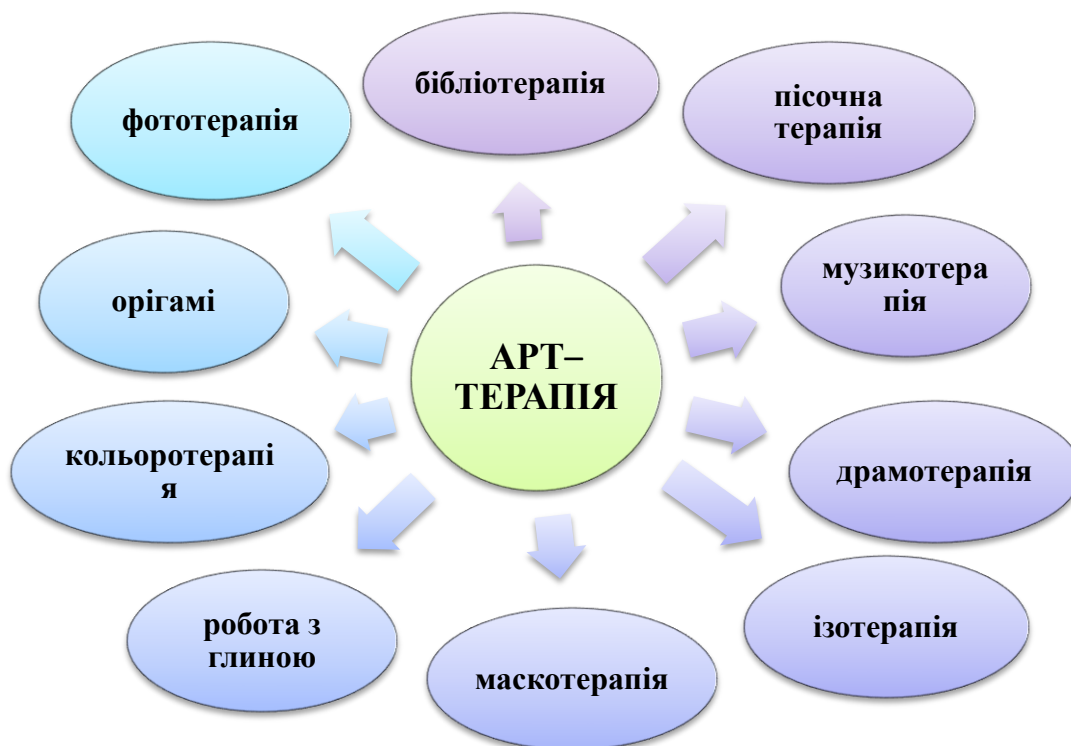 бібліотерапія
пісочна
терапія
музикотера
пія
драмотерапія
ізотерапія
маскотерапія
робота з
глиною
кольоротерапі
я
орігамі
фототерапія
АРТ–
ТЕРАПІЯ